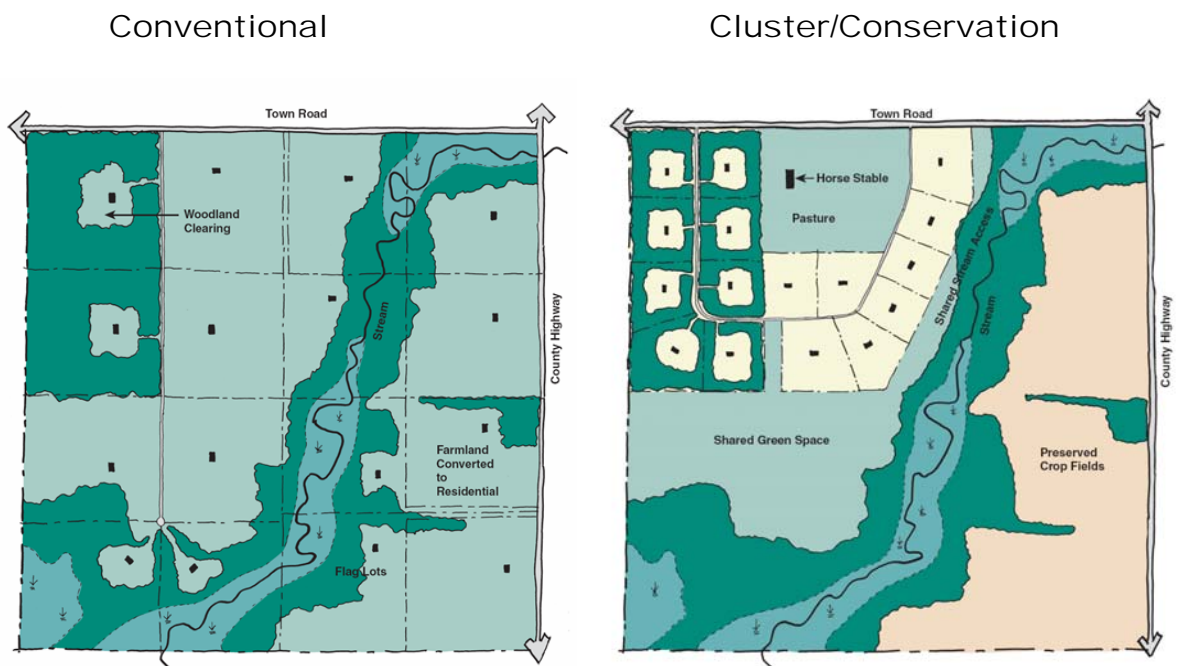 Conventional
Cluster/Conservation
Town Road
Woodland
Clearing
Stream
County Highway
Farmland
Converted
to
Residential
Flag Lots
Town Road
Horse Stable
Pasture
Shared Stream Access
Stream
County Highway
Shared Green Space
Preserved
Crop Fields